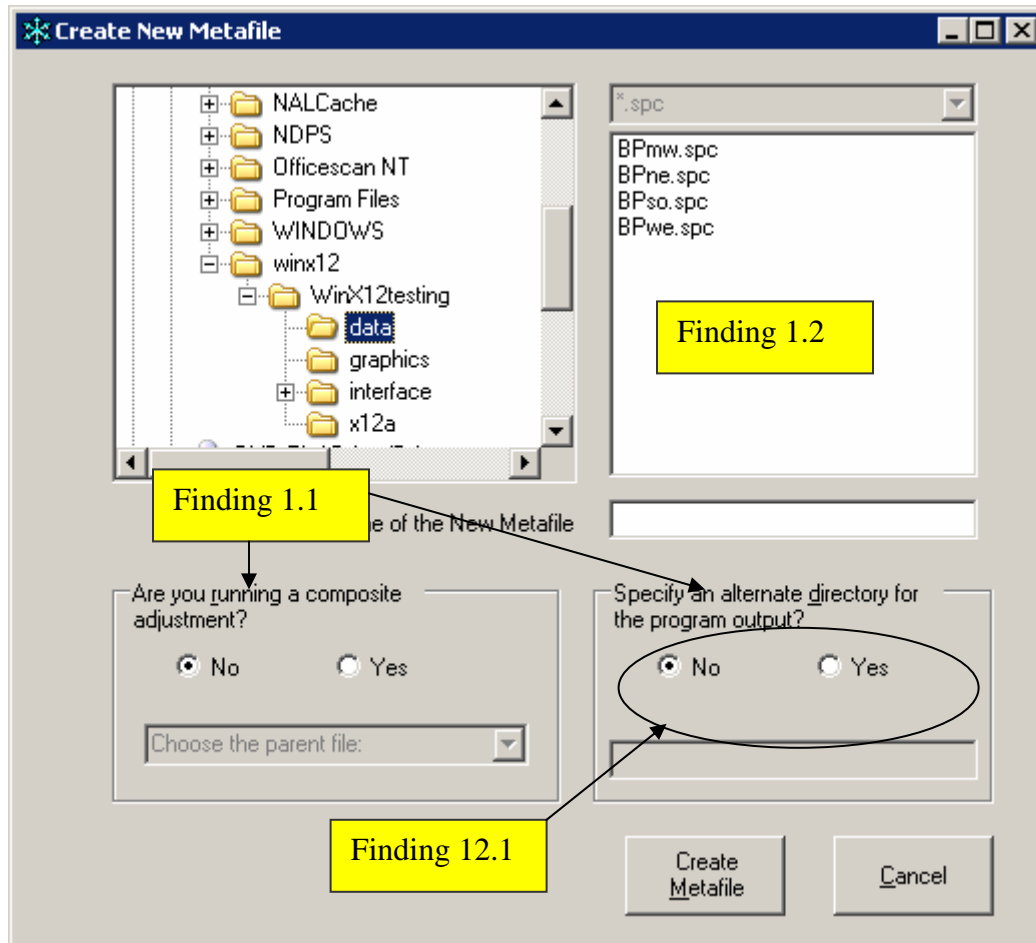 Create New Metafile
NALCache
NDPS
Officescan NT
Program Files
WINDOWS
winx12
WinX12testing
data
graphics
interface
x12a
*.spc
BPmw.spc
BPne.spc
BPso.spc
BPwe.spc
Finding 1.2
Finding 1.1
of the New Metafile
Are you running a composite
adjustment?
No Yes
Choose the parent file:
Specify an alternate directory for
the program output?
No Yes
Finding 12.1
Create
Metafile
Cancel